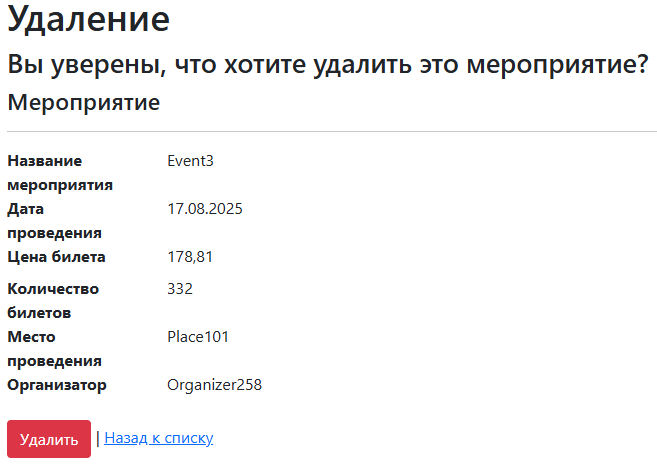 Удаление
Вы уверены, что хотите удалить это мероприятие?
Мероприятие
Название Event3
мероприятия
Дата 17.08.2025
проведения
Цена билета 178,81
Количество 332
билетов
Место Place101
проведения
Организатор Organizer258
Удалить | Назад к списку